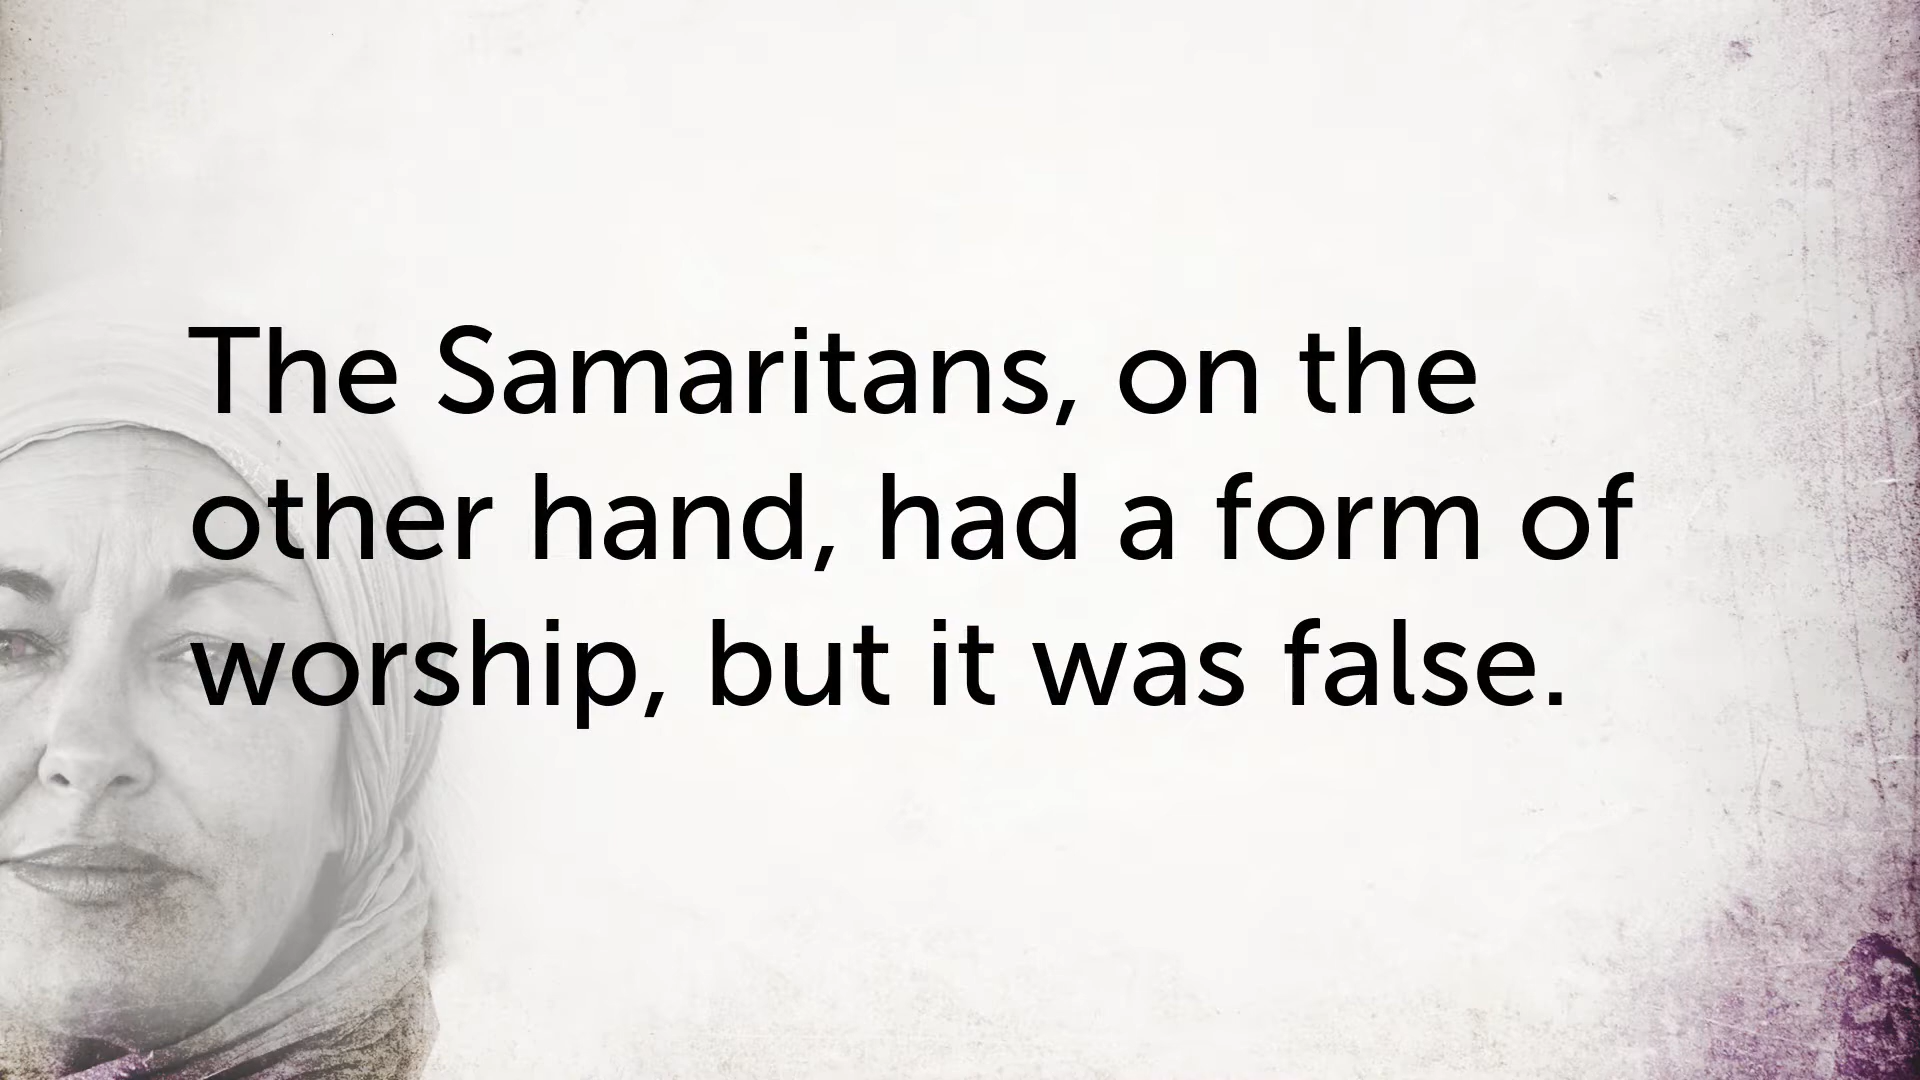 The Samaritans, on the
other hand, had a form of
worship, but it was false.